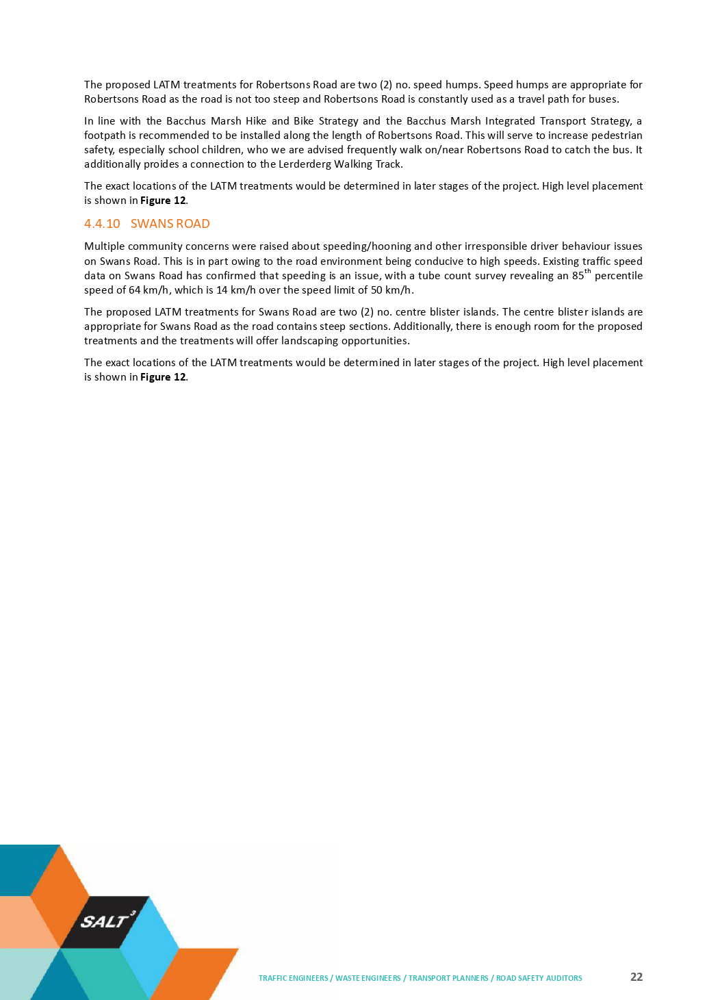 The proposed LATM treatments for Robertsons Road are two (2) no. speed humps. Speed humps are appropriate for
Robertsons Road as the road is not too steep and Robertsons Road is constantly used as a travel path for buses.
In line with the Bacchus Marsh Hike and Bike Strategy and the Bacchus Marsh Integrated Transport Strategy, a
footpath is recommended to be installed along the length of Robertsons Road. This will serve to increase pedestrian
safety, especially school children, who we are advised frequently walk on/near Robertsons Road to catch the bus. It
additionally proides a connection to the Lerderderg Walking Track.
The exact locations of the LATM treatments would be determined in later stages of the project. High level placement
is shown in Figure 12.
4.4.10 SWANS ROAD
Multiple community concerns were raised about speeding/hooning and other irresponsible driver behaviour issues
on Swans Road. This is in part owing to the road environment being conducive to high speeds. Existing traffic speed
data on Swans Road has confirmed that speeding is an issue, with a tube count survey revealing an 85th percentile
speed of 64 km/h, which is 14 km/h over the speed limit of 50 km/h.
The proposed LATM treatments for Swans Road are two (2) no. centre blister islands. The centre blister islands are
appropriate for Swans Road as the road contains steep sections. Additionally, there is enough room for the proposed
treatments and the treatments will offer landscaping opportunities.
The exact locations of the LATM treatments would be determined in later stages of the project. High level placement
is shown in Figure 12.
SALT3
TRAFFIC ENGINEERS / WASTE ENGINEERS / TRANSPORT PLANNERS / ROAD SAFETY AUDITORS 22